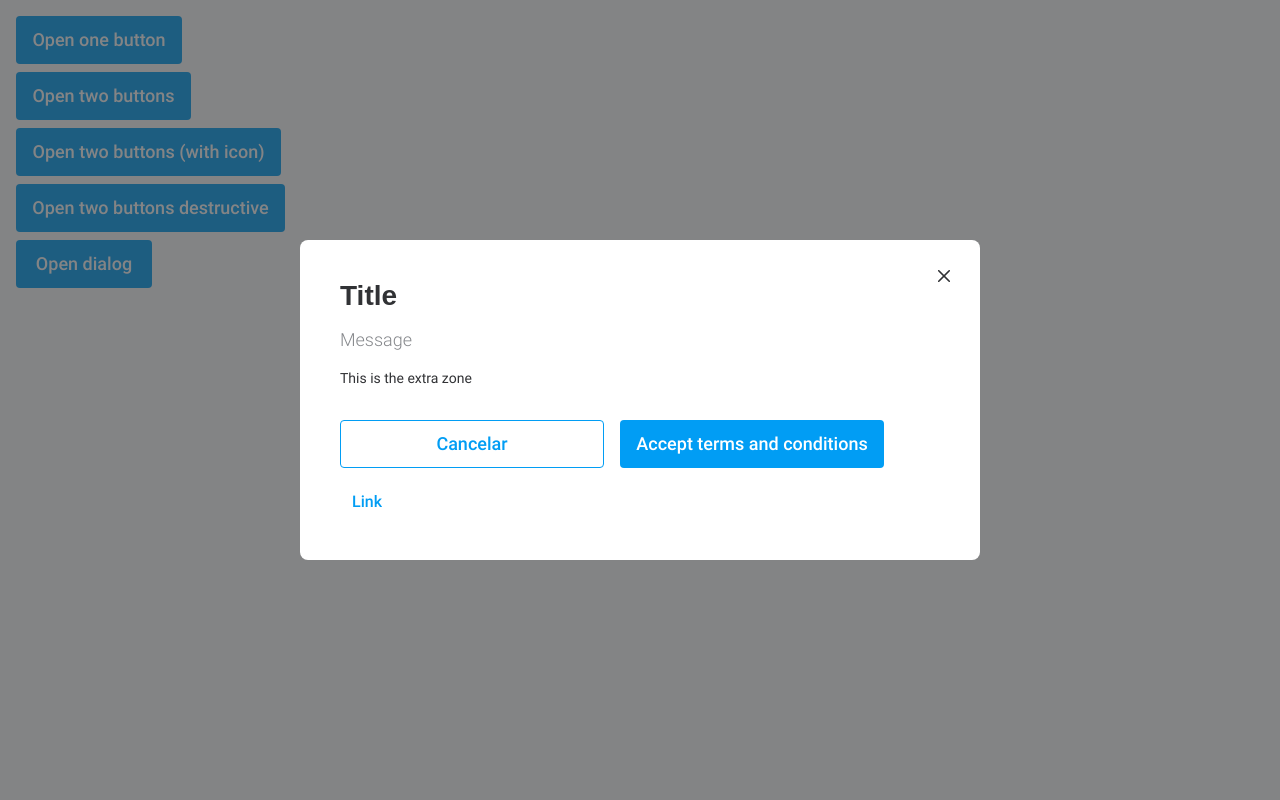 Open one button
Open two buttons
Open two buttons (with icon)
Open two buttons destructive
Open dialog
Title
Message
This is the extra zone
Cancelar
Accept terms and conditions
Link